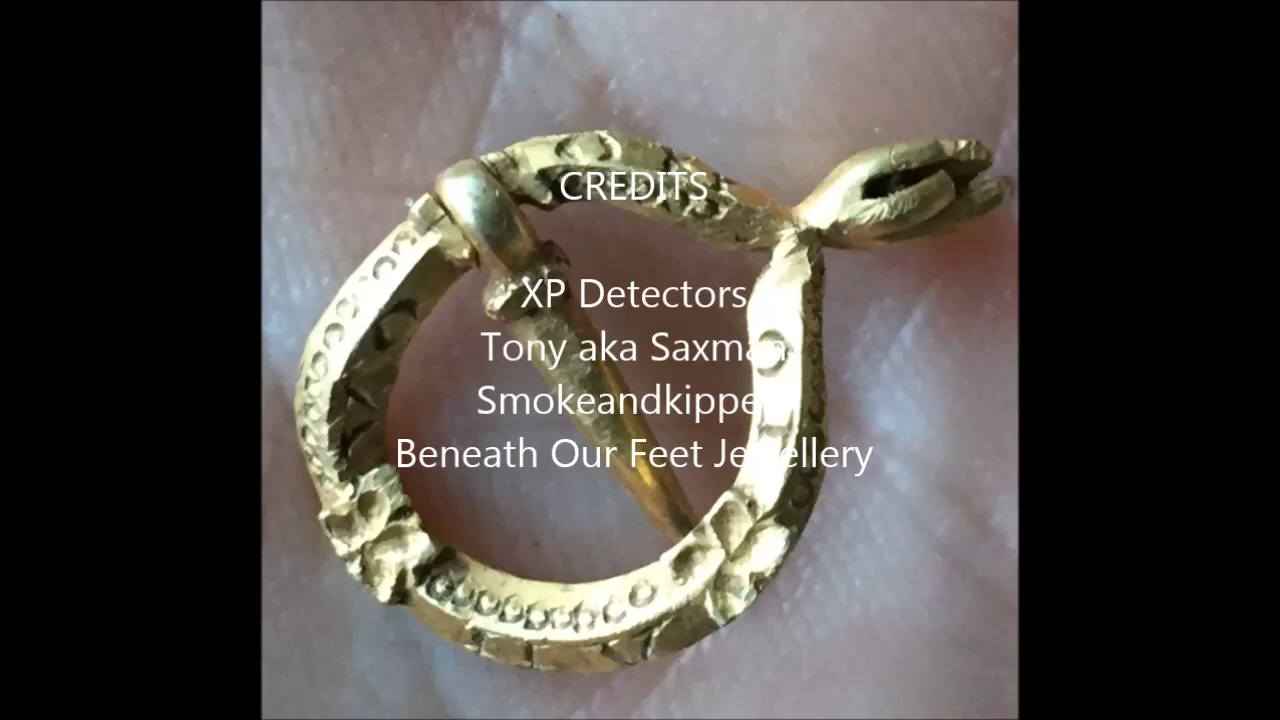 CREDITS
XP Detectors
Tony aka Saxman
Smokeandkipper
Beneath Our Feet Jewellery